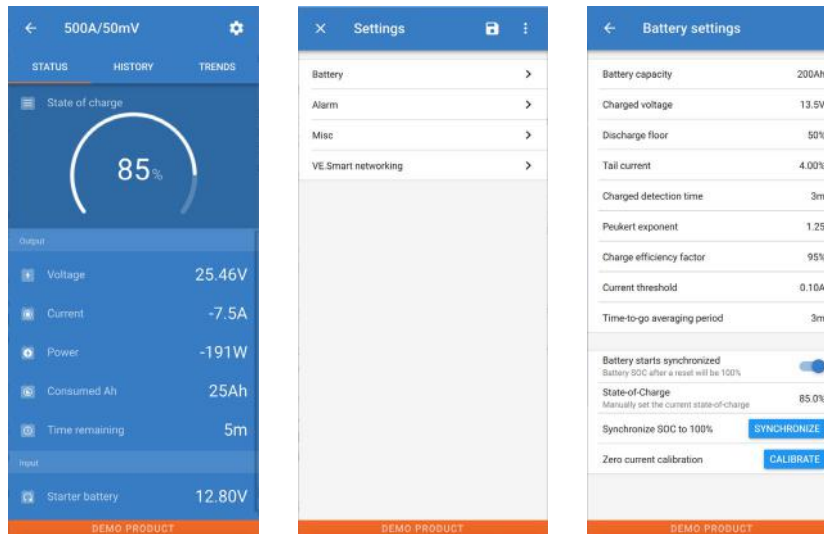 500A/50mV
STATUS HISTORY TRENDS
State of charge
85%
Output
Voltage 25.46V
Current -7.5A
Power -191W
Consumed Ah 25Ah
Time remaining 5m
Input
Starter battery 12.80V
DEMO PRODUCT
Settings
Battery
Alarm
Misc
VE.Smart networking
DEMO PRODUCT
Battery settings
Battery capacity 200Ah
Charged voltage 13.5V
Discharge floor 50%
Tail current 4.00%
Charged detection time 3m
Peukert exponent 1.25
Charge efficiency factor 95%
Current threshold 0.10A
Time-to-go averaging period 3m
Battery starts synchronized
Battery SOC after a reset will be 100%
State-of-Charge 85.0%
Manually set the current state-of-charge
Synchronize SOC to 100% SYNCHRONIZE
Zero current calibration CALIBRATE
DEMO PRODUCT